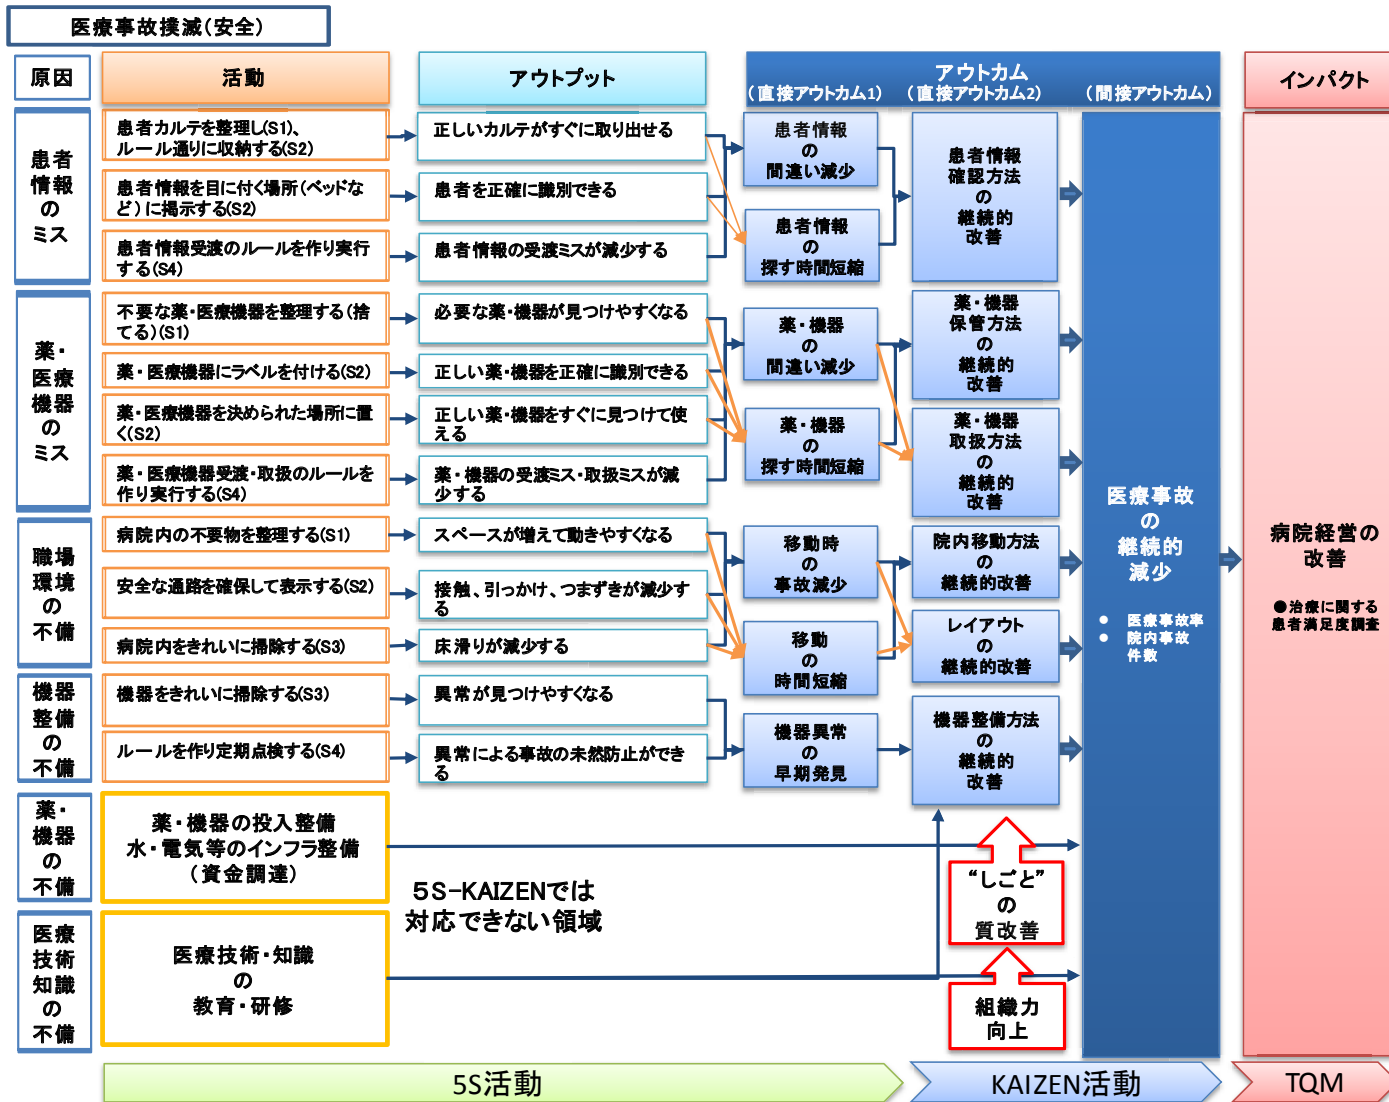 医療事故撲滅(安全)
原因
活動
アウトプット
アウトカム
(直接アウトカム1)
(直接アウトカム2)
(間接アウトカム)
インパクト
患者
情報
の
ミス
患者カルテを整理し(S1)、
ルール通りに収納する(S2)
正しいカルテがすぐに取り出せる
患者情報を目に付く場所(ベッドな
ど)に掲示する(S2)
患者を正確に識別できる
患者情報受渡のルールを作り実行
する(S4)
患者情報の受渡ミスが減少する
患者情報
の
間違い減少
患者情報
の
探す時間短縮
患者情報
確認方法
の
継続的
改善
薬・
医療
機器
の
ミス
不要な薬・医療機器を整理する(捨
てる)(S1)
必要な薬・機器が見つけやすくなる
薬・医療機器にラベルを付ける(S2)
正しい薬・機器を正確に識別できる
薬・医療機器を決められた場所に置
く(S2)
正しい薬・機器をすぐに見つけて使
える
薬・医療機器受渡・取扱のルールを
作り実行する(S4)
薬・機器の受渡ミス・取扱ミスが減
少する
薬・機器
の
間違い減少
薬・機器
の
探す時間短縮
薬・機器
保管方法
の
継続的
改善
薬・機器
取扱方法
の
継続的
改善
職場
環境
の
不備
病院内の不要物を整理する(S1)
スペースが増えて動きやすくなる
安全な通路を確保して表示する(S2)
接触、引っかけ、つまずきが減少す
る
病院内をきれいに掃除する(S3)
床滑りが減少する
移動時
の
事故減少
移動
の
時間短縮
院内移動方法
の
継続的改善
レイアウト
の
継続的改善
機器
整備
の
不備
機器をきれいに掃除する(S3)
異常が見つけやすくなる
ルールを作り定期点検する(S4)
異常による事故の未然防止ができ
る
機器異常
の
早期発見
機器整備方法
の
継続的
改善
医療事故
の
継続的
減少
● 医療事故率
● 院内事故
件数
病院経営の
改善
●治療に関する
患者満足度調査
薬・
機器
の
不備
薬・機器の投入整備
水・電気等のインフラ整備
(資金調達)
5S-KAIZENでは
対応できない領域
医療
技術
知識
の
不備
医療技術・知識
の
教育・研修
“しごと”
の
質改善
組織力
向上
5S活動
KAIZEN活動
TQM